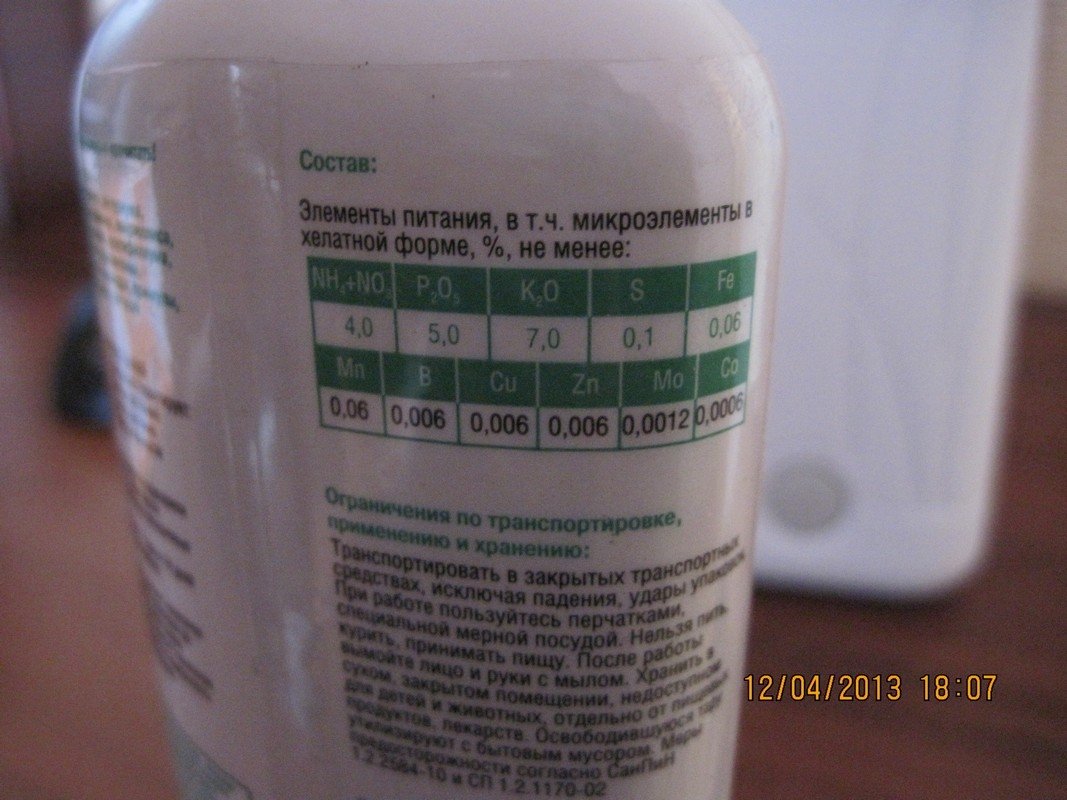 Состав:
Элементы питания, в т.ч. микроэлементы в
хелатной форме, %, не менее:
NH₄+NO₃ P₂O₅ K₂O S Fe
4,0 5,0 7,0 0,1 0,06
Mn B Cu Zn Mo Co
0,06 0,006 0,006 0,006 0,0012 0,0006
Ограничения по транспортировке,
применению и хранению:
Транспортировать в закрытых транспортных
средствах, исключая падения, удары упаковок.
При работе пользуйтесь перчатками,
специальной мерной посудой. Нельзя пить,
курить, принимать пищу. После работы
вымойте лицо и руки с мылом. Хранить в
сухом, закрытом помещении, недоступном
для детей и животных, отдельно от пищевых
продуктов, лекарств. Освободившуюся тару
утилизируют с бытовым мусором. Меры
предосторожности согласно СанПиН
1.2.2584-10 и СП 1.2.1170-02
12/04/2013 18:07